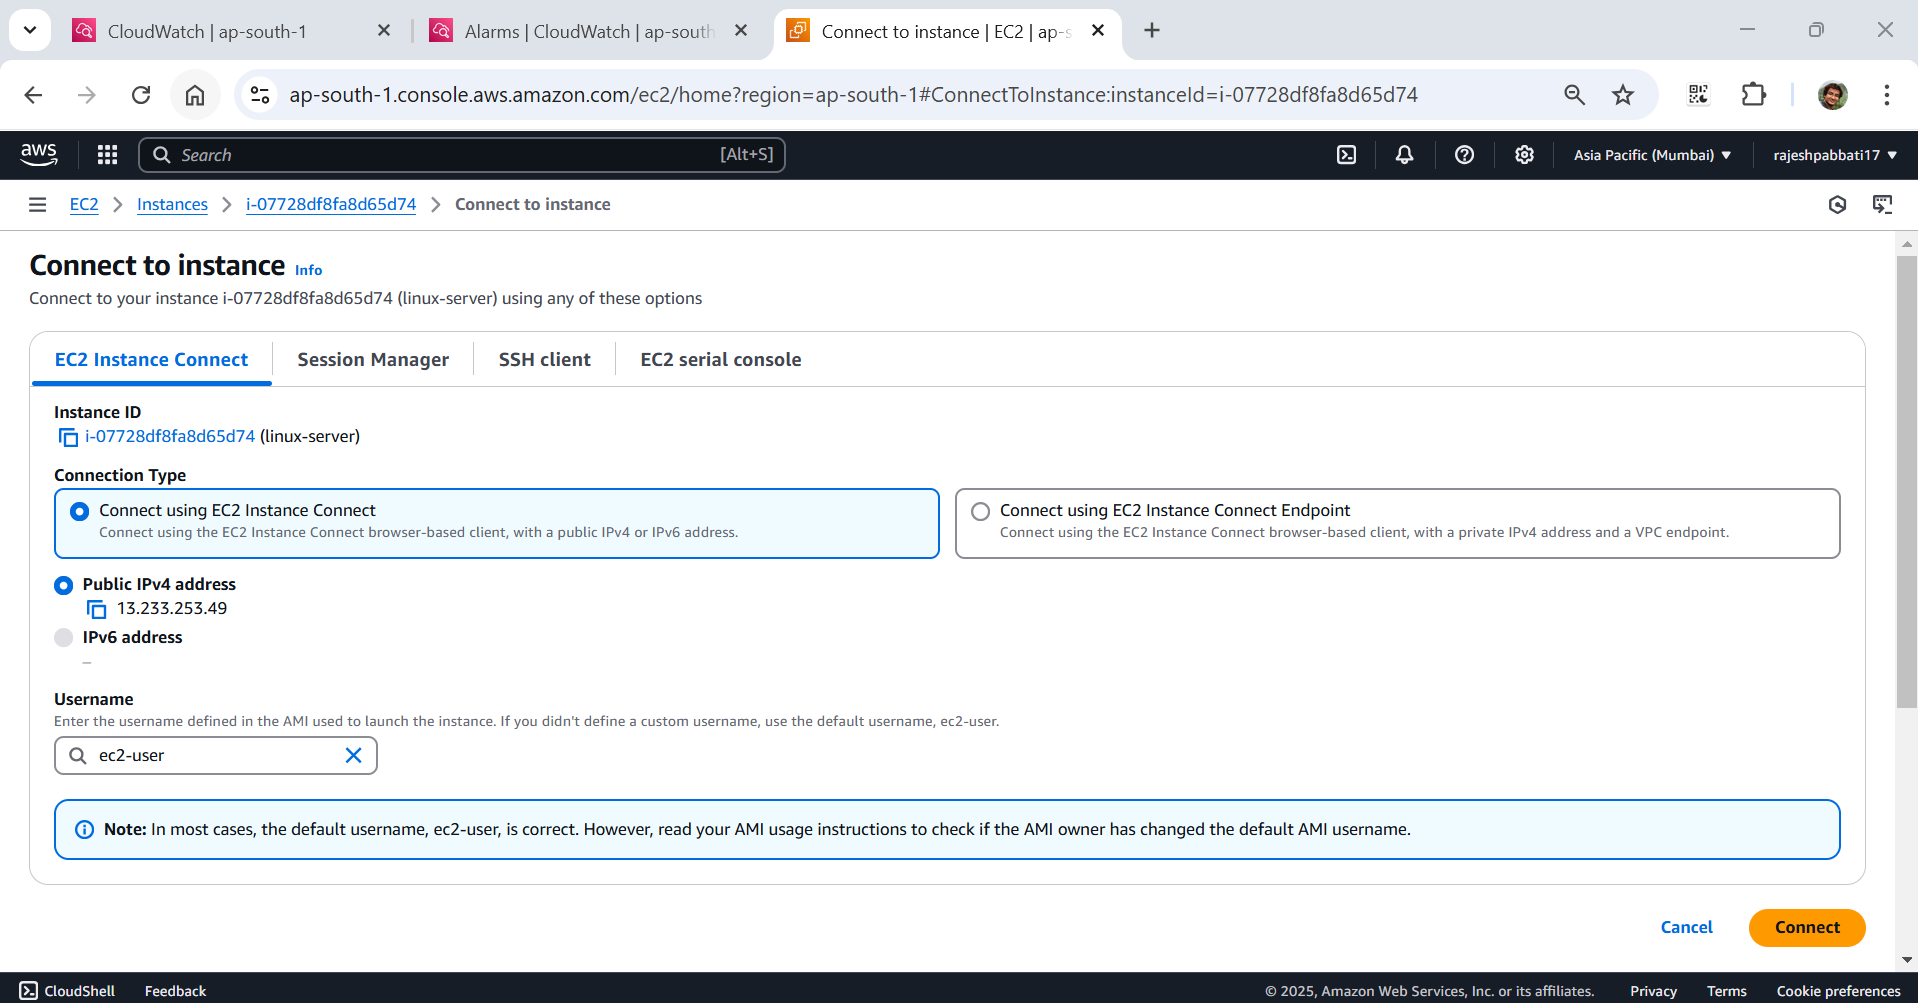 CloudWatch | ap-south-1
Alarms | CloudWatch | ap-south
Connect to instance | EC2 | ap-s
ap-south-1.console.aws.amazon.com/ec2/home?region=ap-south-1#ConnectToInstance:instanceId=i-07728df8fa8d65d74
aws
Search
[Alt+S]
Asia Pacific (Mumbai)
rajeshpabbati17
EC2
Instances
i-07728df8fa8d65d74
Connect to instance
Connect to instance Info
Connect to your instance i-07728df8fa8d65d74 (linux-server) using any of these options
EC2 Instance Connect
Session Manager
SSH client
EC2 serial console
Instance ID
i-07728df8fa8d65d74 (linux-server)
Connection Type
Connect using EC2 Instance Connect
Connect using the EC2 Instance Connect browser-based client, with a public IPv4 or IPv6 address.
Connect using EC2 Instance Connect Endpoint
Connect using the EC2 Instance Connect browser-based client, with a private IPv4 address and a VPC endpoint.
Public IPv4 address
13.233.253.49
IPv6 address
–
Username
Enter the username defined in the AMI used to launch the instance. If you didn't define a custom username, use the default username, ec2-user.
ec2-user
Note: In most cases, the default username, ec2-user, is correct. However, read your AMI usage instructions to check if the AMI owner has changed the default AMI username.
Cancel
Connect
CloudShell
Feedback
© 2025, Amazon Web Services, Inc. or its affiliates.
Privacy
Terms
Cookie preferences